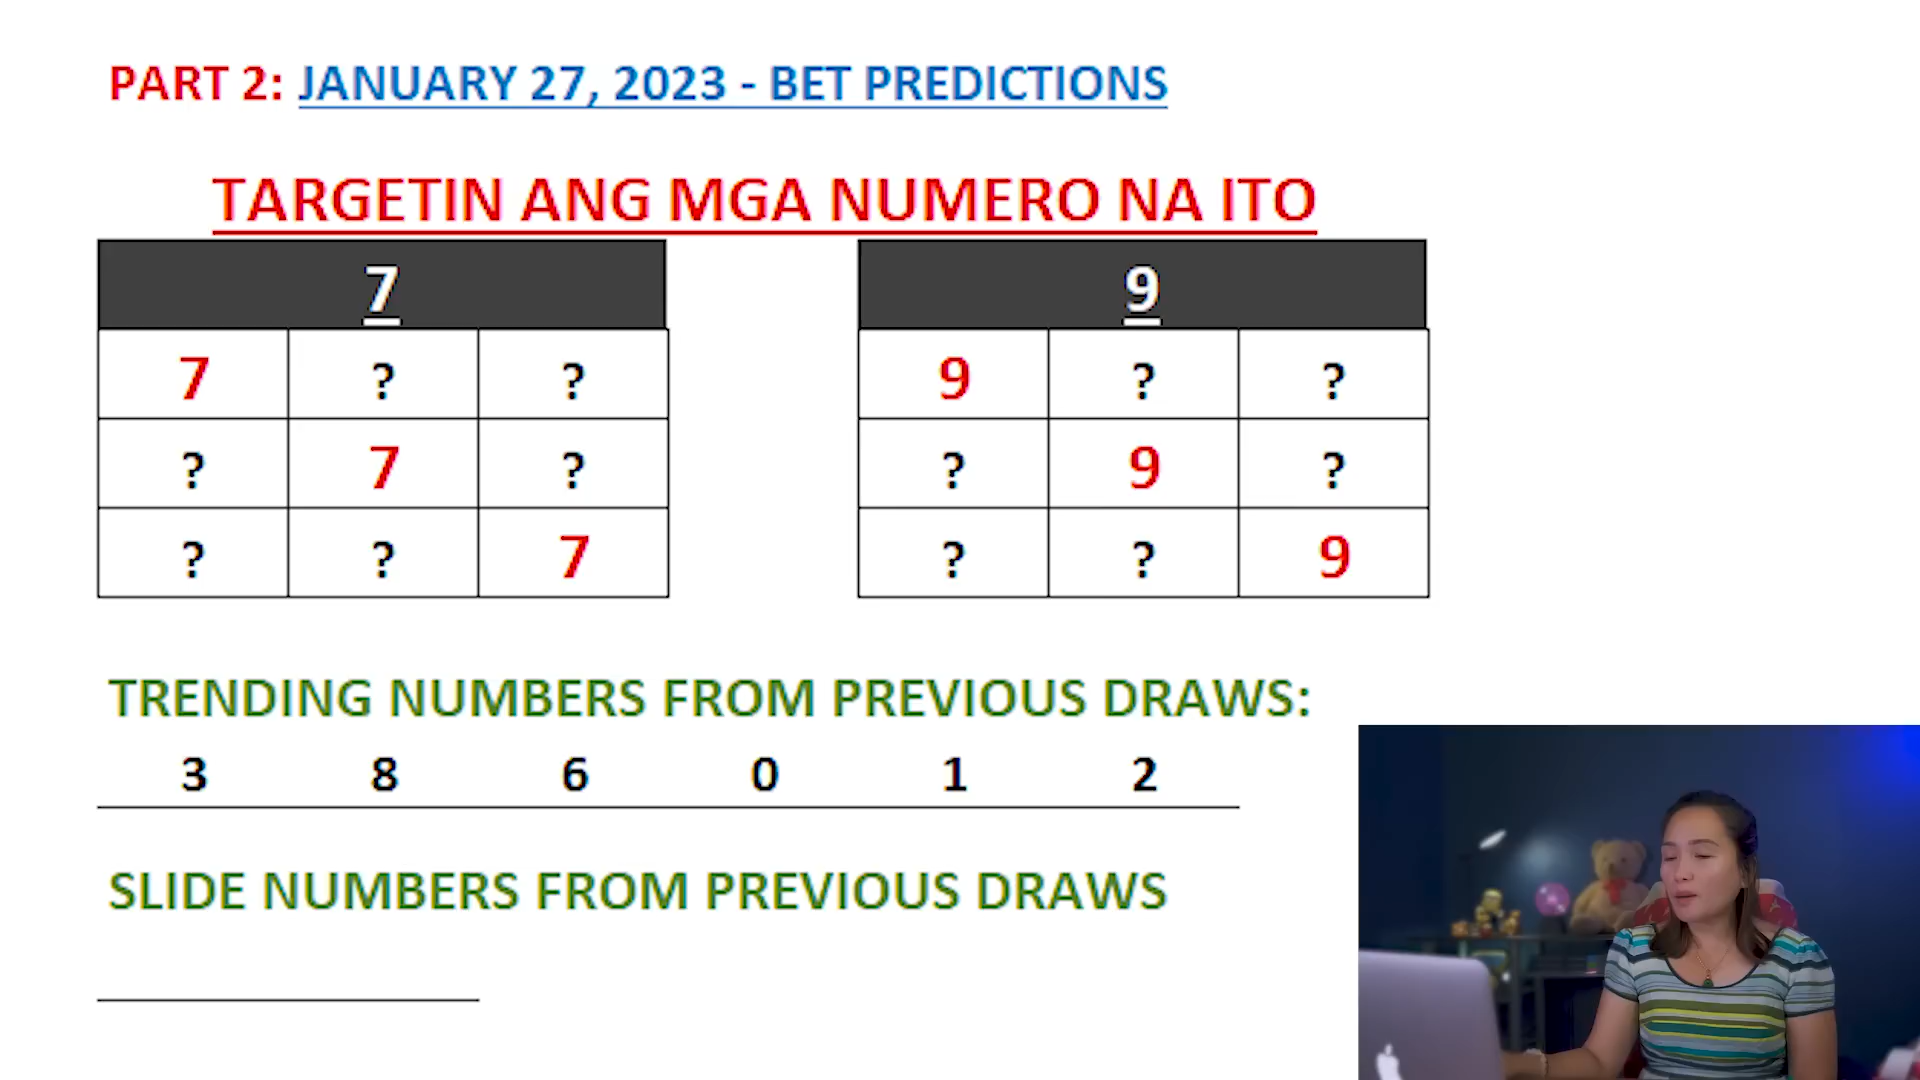 PART 2: JANUARY 27, 2023 - BET PREDICTIONS
TARGETIN ANG MGA NUMERO NA ITO
7
7 ? ?
? 7 ?
? ? 7
9
9 ? ?
? 9 ?
? ? 9
TRENDING NUMBERS FROM PREVIOUS DRAWS:
3 8 6 0 1 2
SLIDE NUMBERS FROM PREVIOUS DRAWS